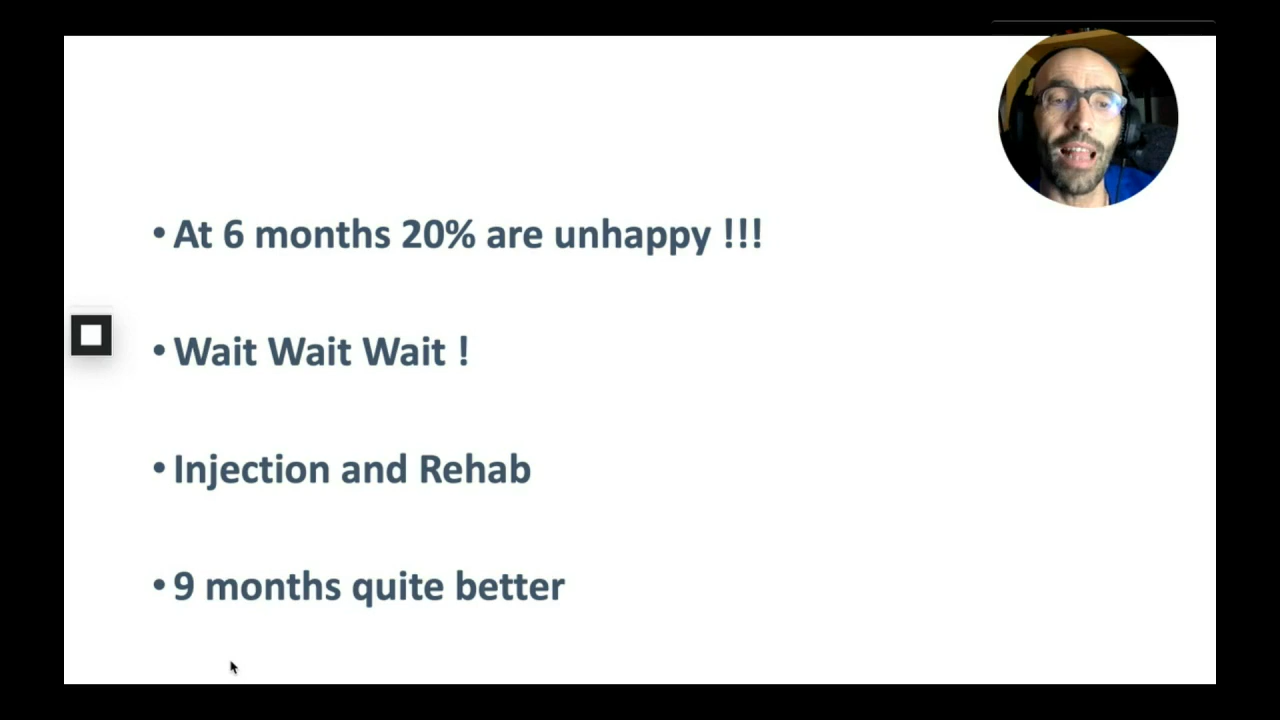 • At 6 months 20% are unhappy !!!
• Wait Wait Wait !
• Injection and Rehab
• 9 months quite better